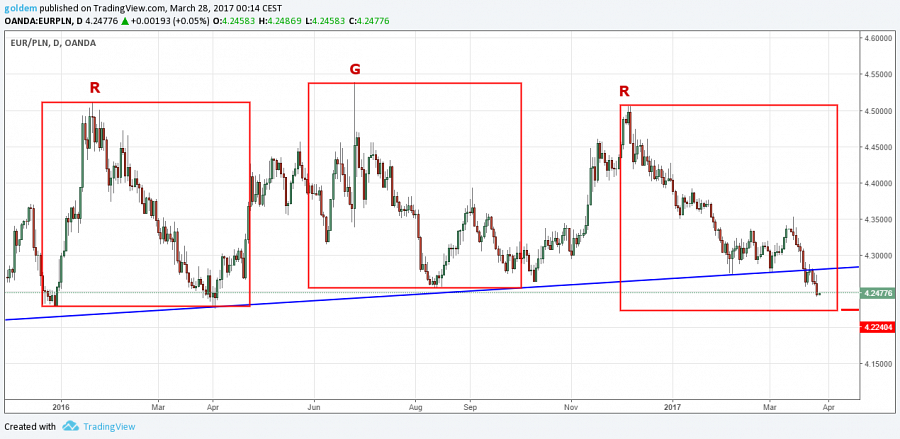 goldem published on TradingView.com, March 28, 2017 00:14 CEST
OANDA:EURPLN, D 4.24776 ▲ +0.00193 (+0.05%) O:4.24583 H:4.24869 L:4.24583 C:4.24776
EUR/PLN, D, OANDA
4.60000
G
4.55000
R
R
4.50000
4.45000
4.40000
4.35000
4.30000
4.24776
4.22404
4.15000
2016
Mar
Apr
Jun
Aug
Sep
Nov
2017
Mar
Apr
Created with TradingView